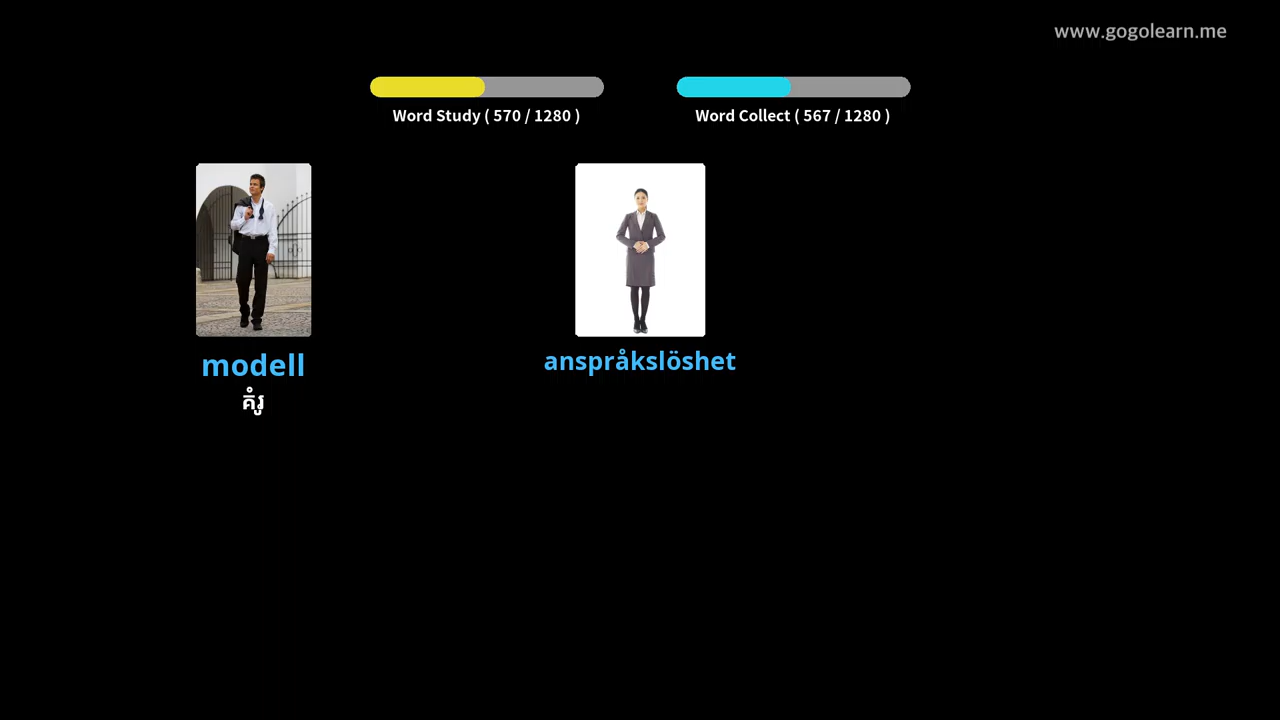 www.gogolearn.me
Word Study ( 570 / 1280 )
Word Collect ( 567 / 1280 )
modell
anspråkslöshet
គំរូ